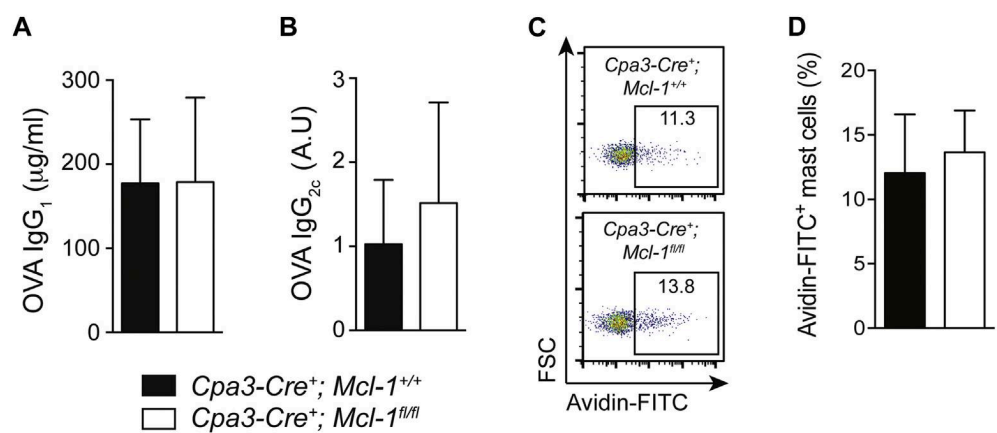 A
OVA IgG1 (μg/ml)
300
200
100
0
B
OVA IgG2c (A.U)
3
2
1
0
Cpa3-Cre+; Mcl-1+/+
Cpa3-Cre+; Mcl-1fl/fl
C
Cpa3-Cre+;
Mcl-1+/+
11.3
Cpa3-Cre+;
Mcl-1fl/fl
13.8
FSC
Avidin-FITC
D
Avidin-FITC+ mast cells (%)
20
15
10
5
0